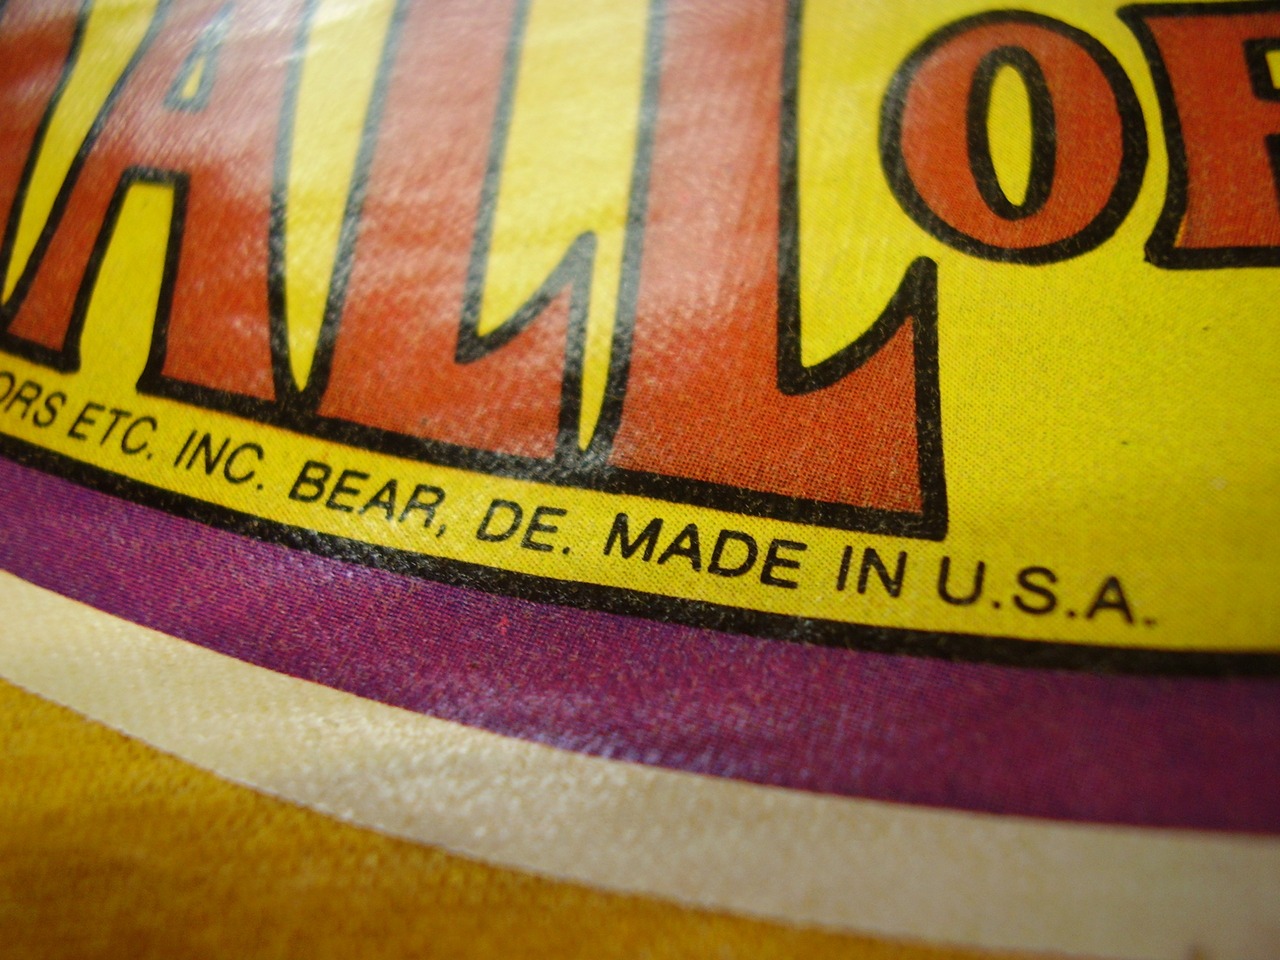 ALL OF
ORS ETC. INC. BEAR, DE. MADE IN U.S.A.